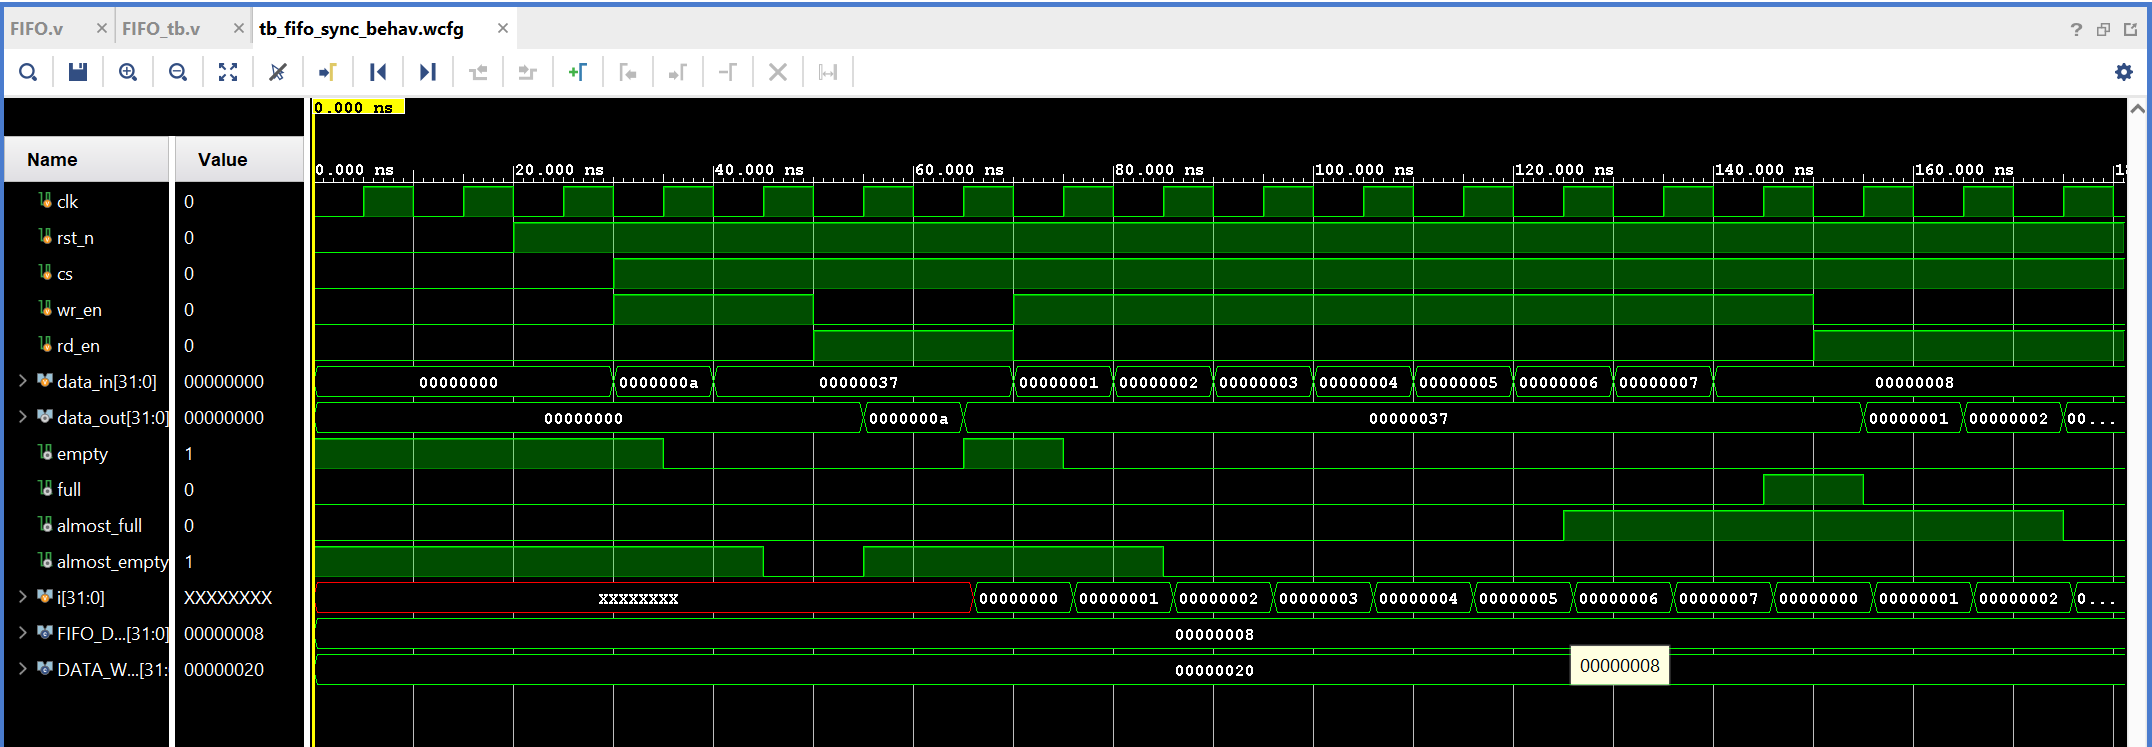 FIFO.v × FIFO_tb.v × tb_fifo_sync_behav.wcfg × ?
0.000 ns
Name Value
0.000 ns 20.000 ns 40.000 ns 60.000 ns 80.000 ns 100.000 ns 120.000 ns 140.000 ns 160.000 ns
clk 0
rst_n 0
cs 0
wr_en 0
rd_en 0
data_in[31:0] 00000000 00000000 0000000a 00000037 00000001 00000002 00000003 00000004 00000005 00000006 00000007 00000008
data_out[31:0] 00000000 00000000 0000000a 00000037 00000001 00000002 00...
empty 1
full 0
almost_full 0
almost_empty 1
i[31:0] XXXXXXXX XXXXXXXX 00000000 00000001 00000002 00000003 00000004 00000005 00000006 00000007 00000000 00000001 00000002 0...
FIFO_D...[31:0] 00000008 00000008
DATA_W...[31: 00000020 00000020
00000008